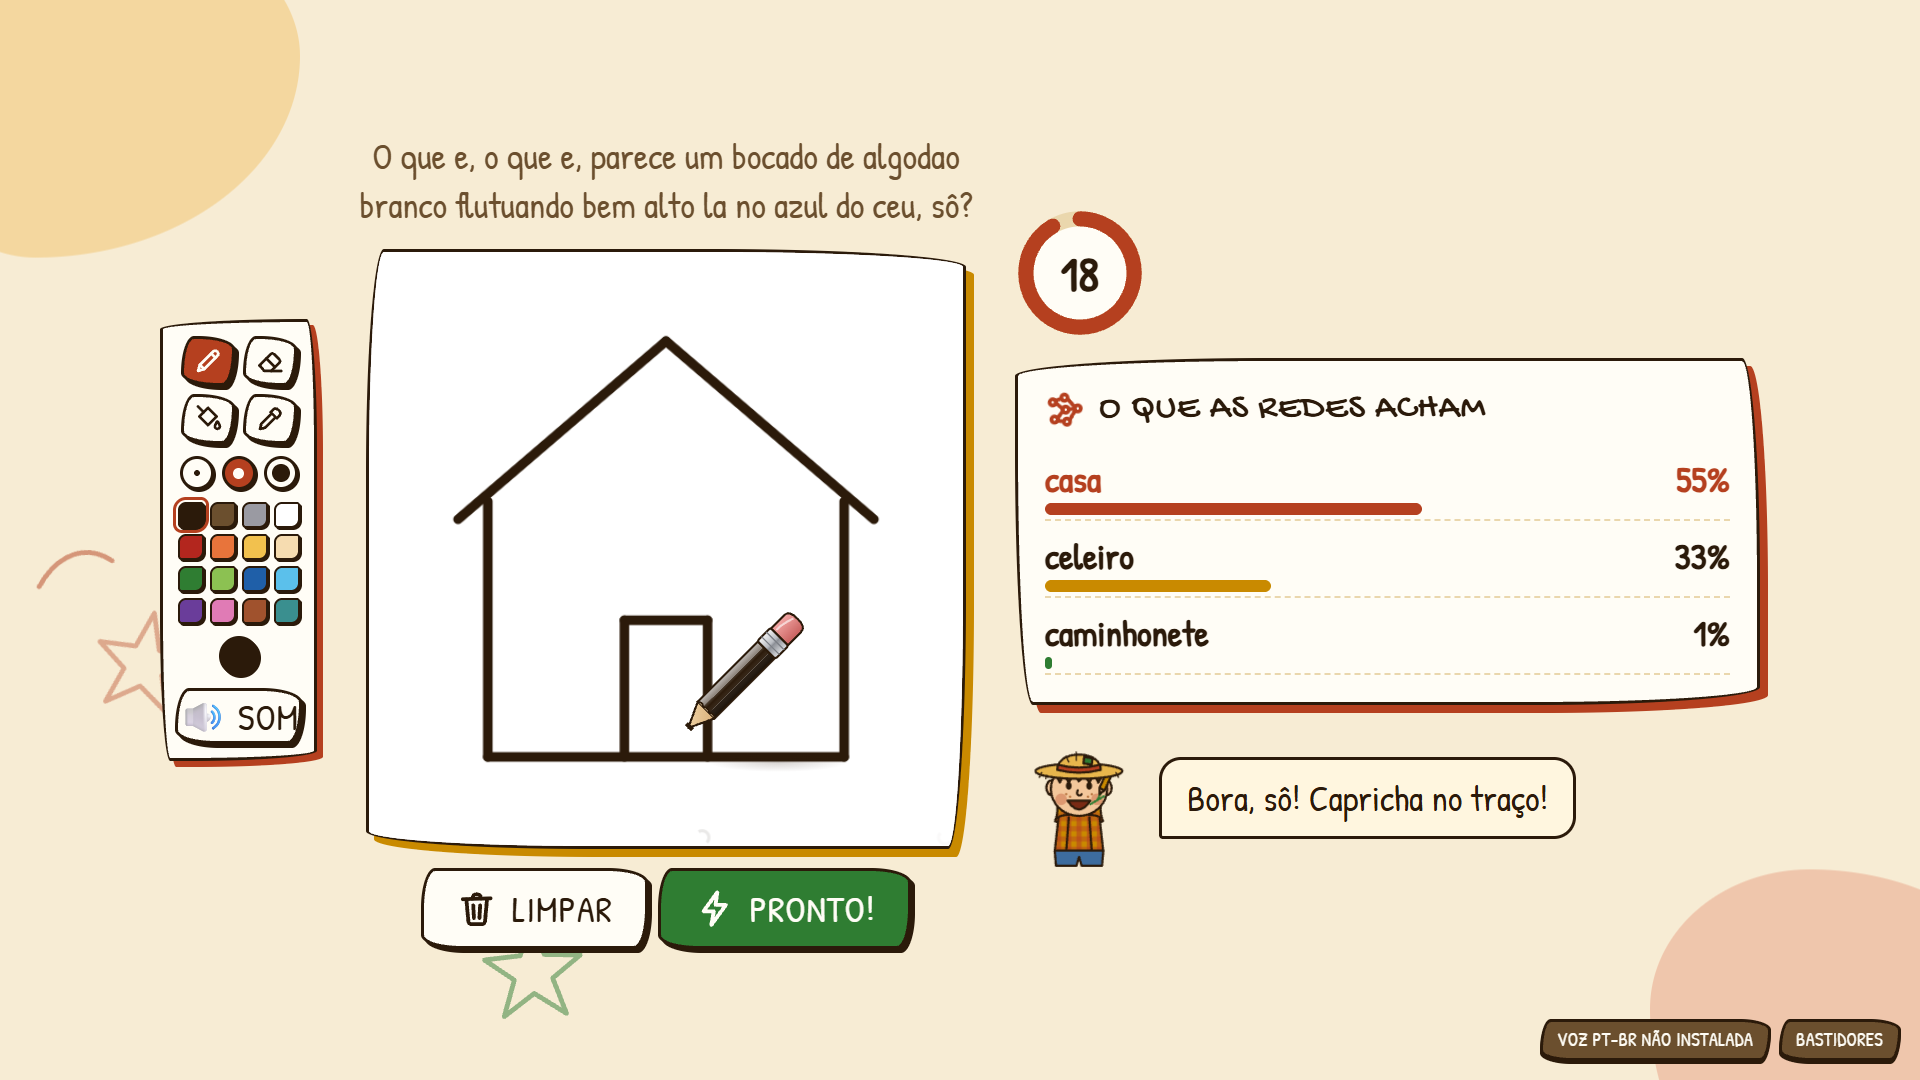 O que e, o que e, parece um bocado de algodao
branco flutuando bem alto la no azul do ceu, sô?
18
SOM
O QUE AS REDES ACHAM
casa 55%
celeiro 33%
caminhonete 1%
Bora, sô! Capricha no traço!
LIMPAR
PRONTO!
VOZ PT-BR NÃO INSTALADA
BASTIDORES